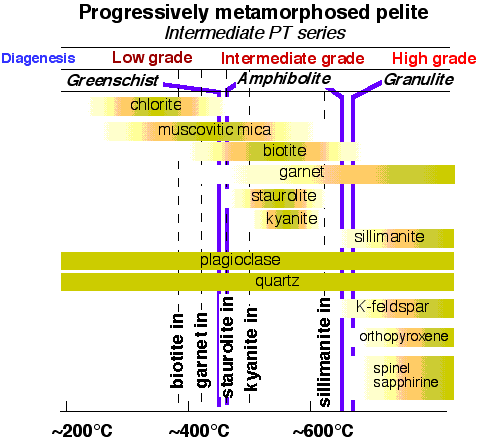 Progressively metamorphosed pelite
Intermediate PT series
Diagenesis Low grade Intermediate grade High grade
Greenschist Amphibolite Granulite
chlorite
muscovitic mica
biotite
garnet
staurolite
kyanite
sillimanite
plagioclase
quartz
K-feldspar
orthopyroxene
spinel
sapphirine
biotite in
garnet in
staurolite in
kyanite in
sillimanite in
~200°C ~400°C ~600°C